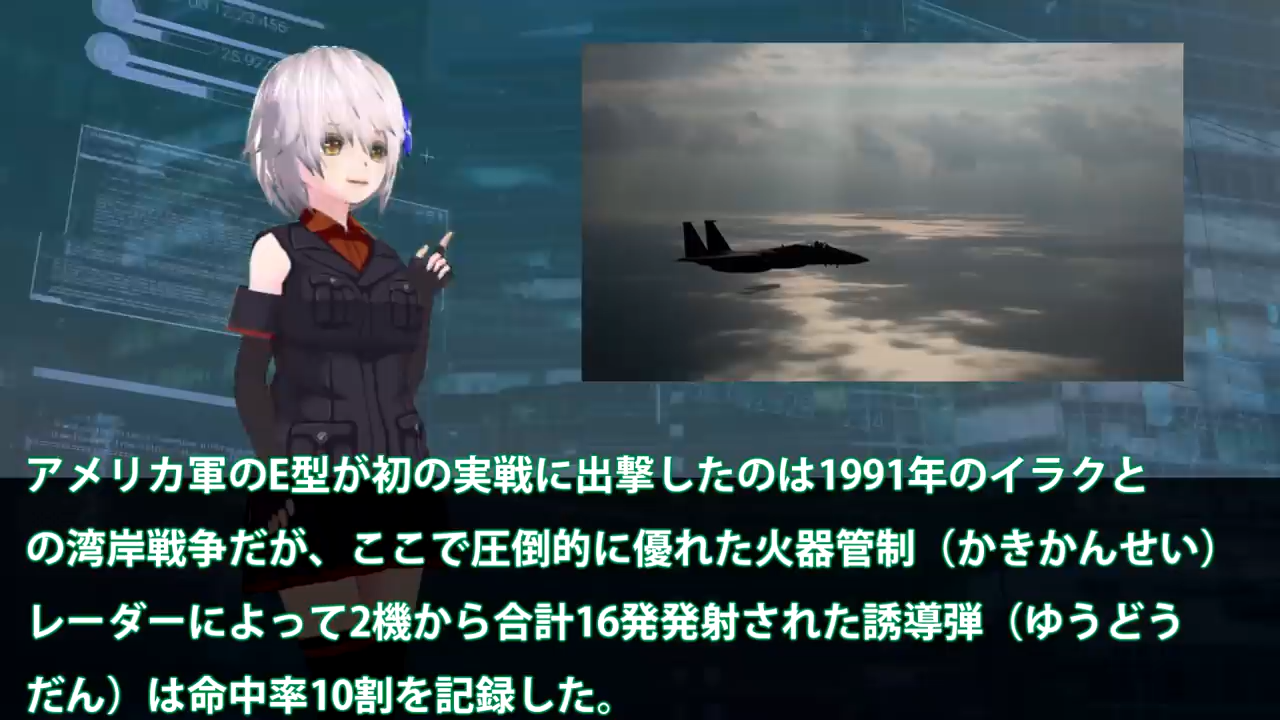 アメリカ軍のE型が初の実戦に出撃したのは1991年のイラクと
の湾岸戦争だが、ここで圧倒的に優れた火器管制（かきかんせい）
レーダーによって2機から合計16発発射された誘導弾（ゆうどう
だん）は命中率10割を記録した。